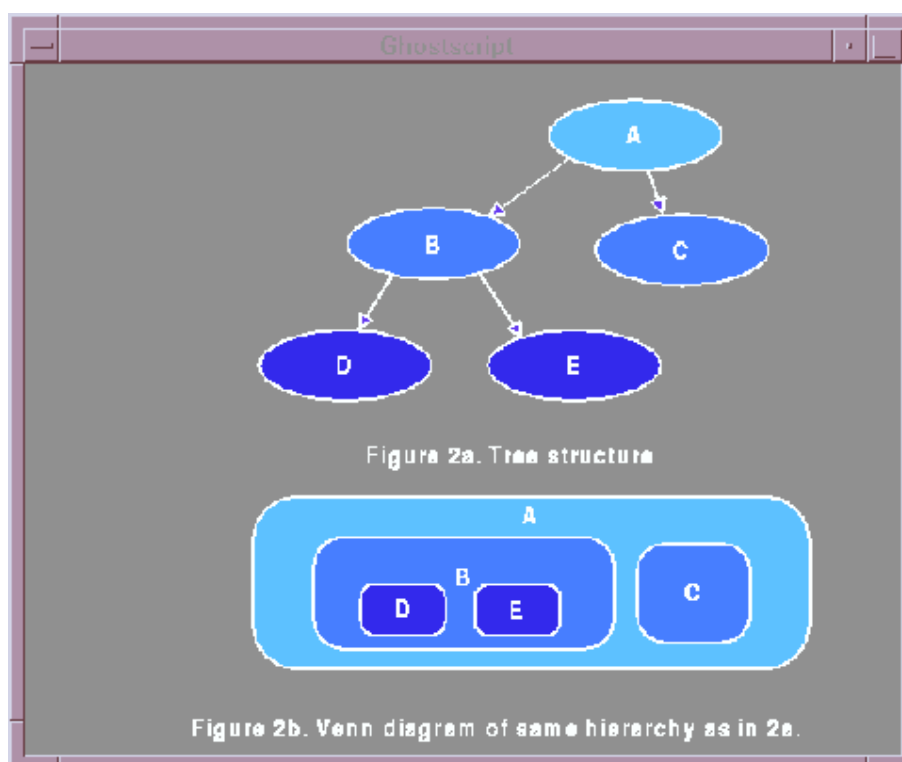 Ghostscript
A
B
C
D
E
Figure 2a. Tree structure
A
B
C
D
E
Figure 2b. Venn diagram of same hierarchy as in 2a.